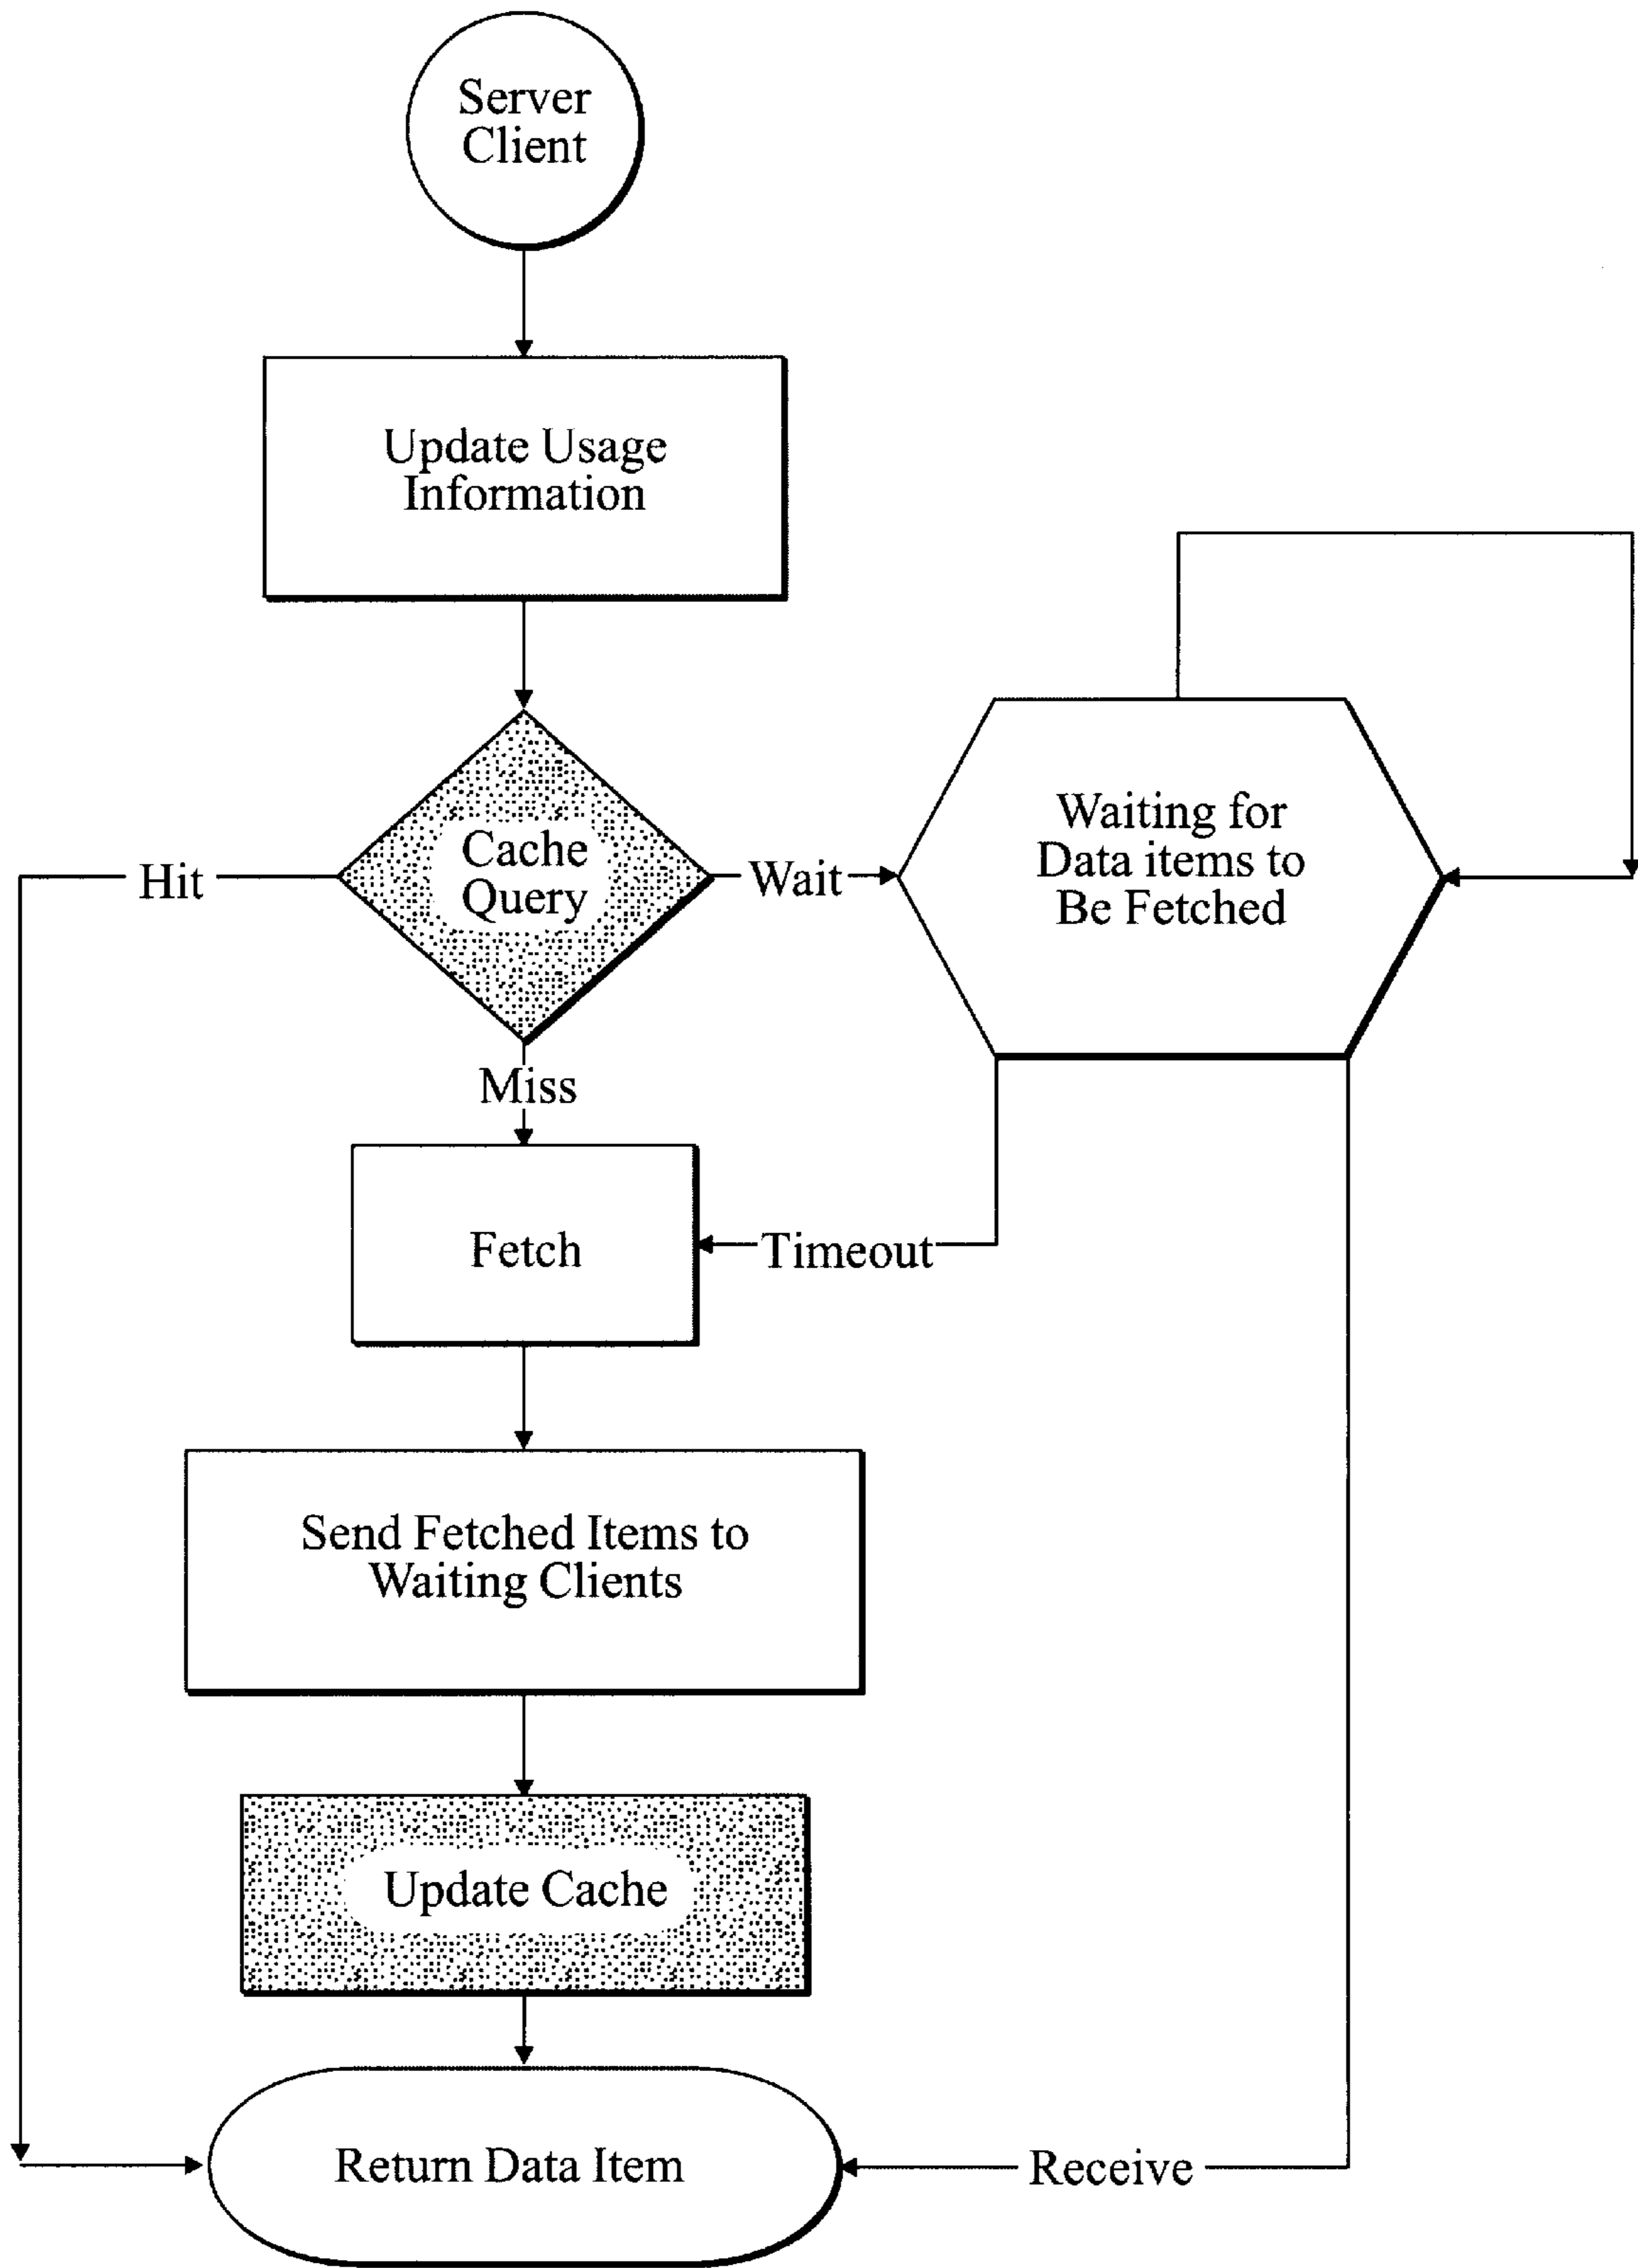 Server
Client
Update Usage
Information
Cache
Query
Hit
Wait
Waiting for
Data items to
Be Fetched
Miss
Fetch
Timeout
Send Fetched Items to
Waiting Clients
Update Cache
Return Data Item
Receive